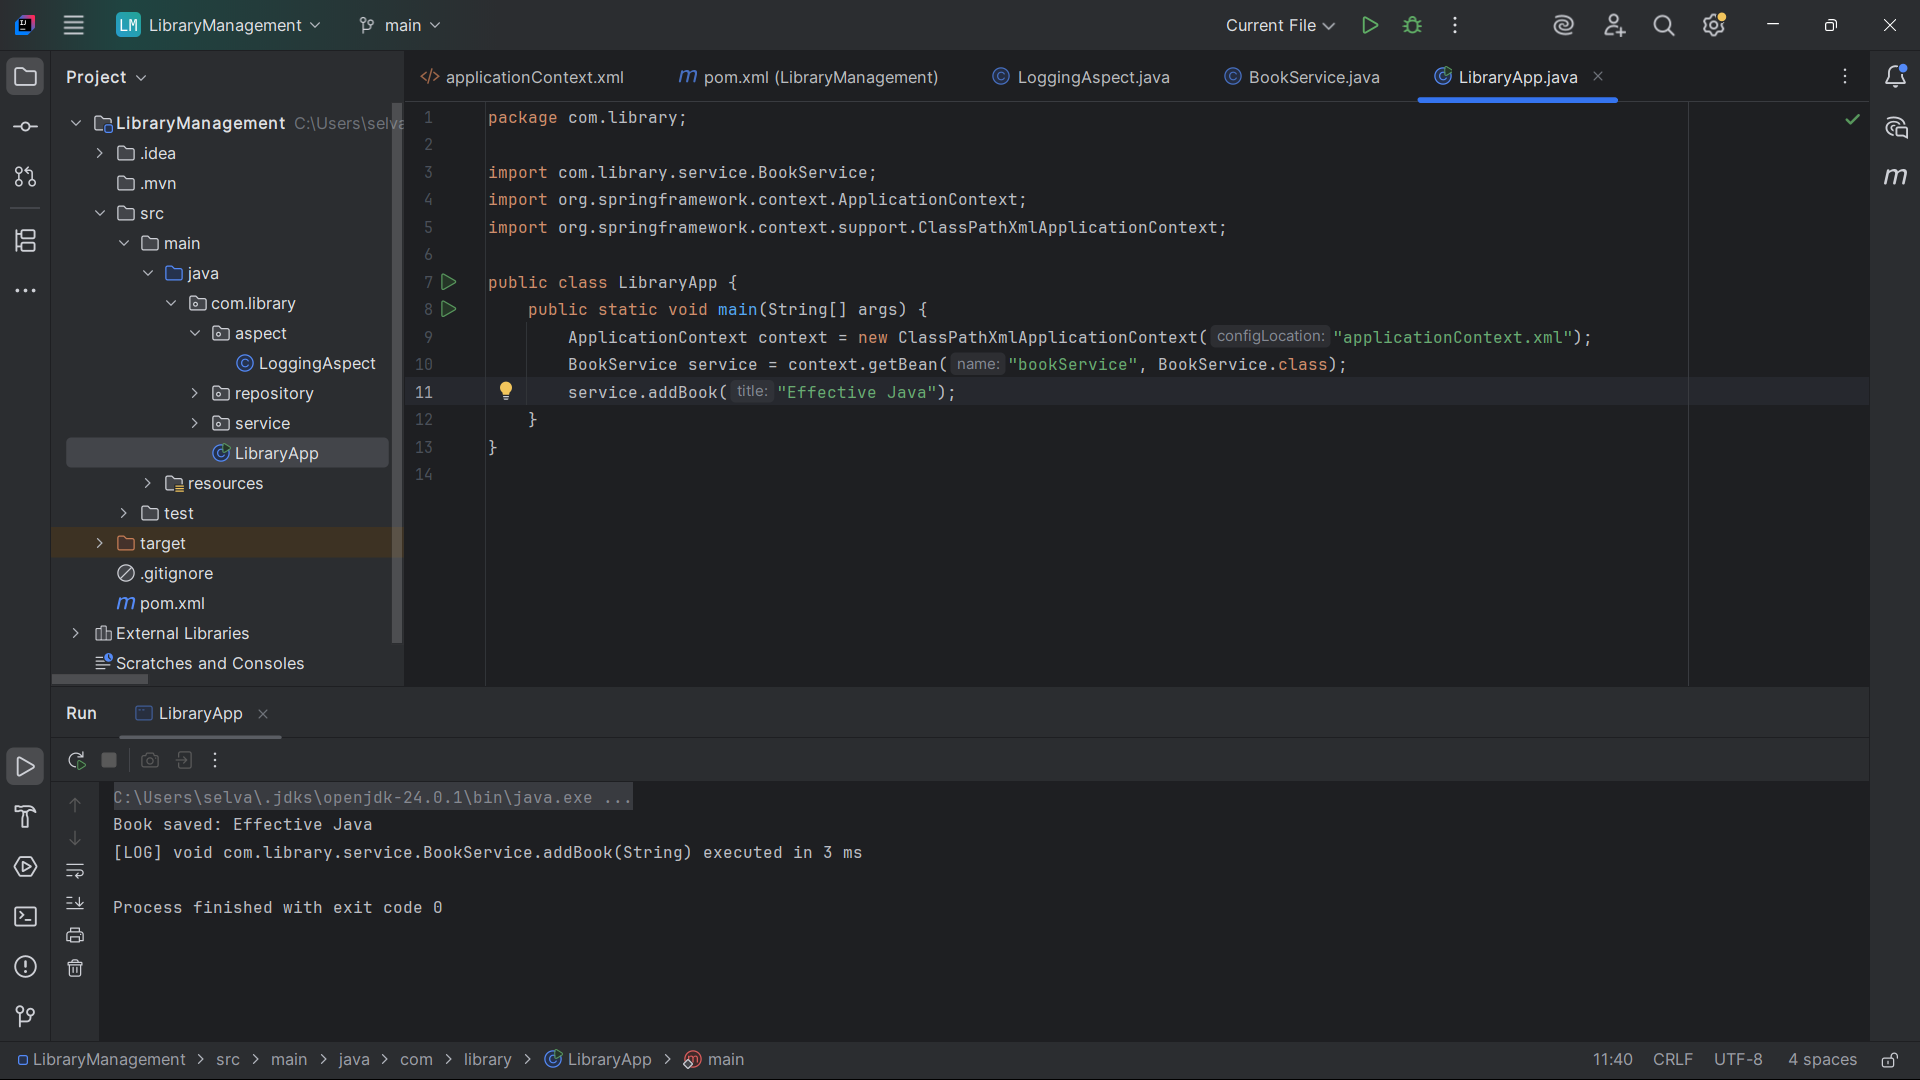 LM LibraryManagement main Current File
Project
applicationContext.xml
m pom.xml (LibraryManagement)
LoggingAspect.java
BookService.java
LibraryApp.java
LibraryManagement C:\Users\selva
.idea
.mvn
src
main
java
com.library
aspect
LoggingAspect
repository
service
LibraryApp
resources
test
target
.gitignore
m pom.xml
External Libraries
Scratches and Consoles
1 package com.library;
2
3 import com.library.service.BookService;
4 import org.springframework.context.ApplicationContext;
5 import org.springframework.context.support.ClassPathXmlApplicationContext;
6
7 public class LibraryApp {
8 public static void main(String[] args) {
9 ApplicationContext context = new ClassPathXmlApplicationContext( configLocation: "applicationContext.xml");
10 BookService service = context.getBean( name: "bookService", BookService.class);
11 service.addBook( title: "Effective Java");
12 }
13 }
14
m
Run LibraryApp
C:\Users\selva\.jdks\openjdk-24.0.1\bin\java.exe ...
Book saved: Effective Java
[LOG] void com.library.service.BookService.addBook(String) executed in 3 ms
Process finished with exit code 0
LibraryManagement > src > main > java > com > library > LibraryApp > main
11:40 CRLF UTF-8 4 spaces